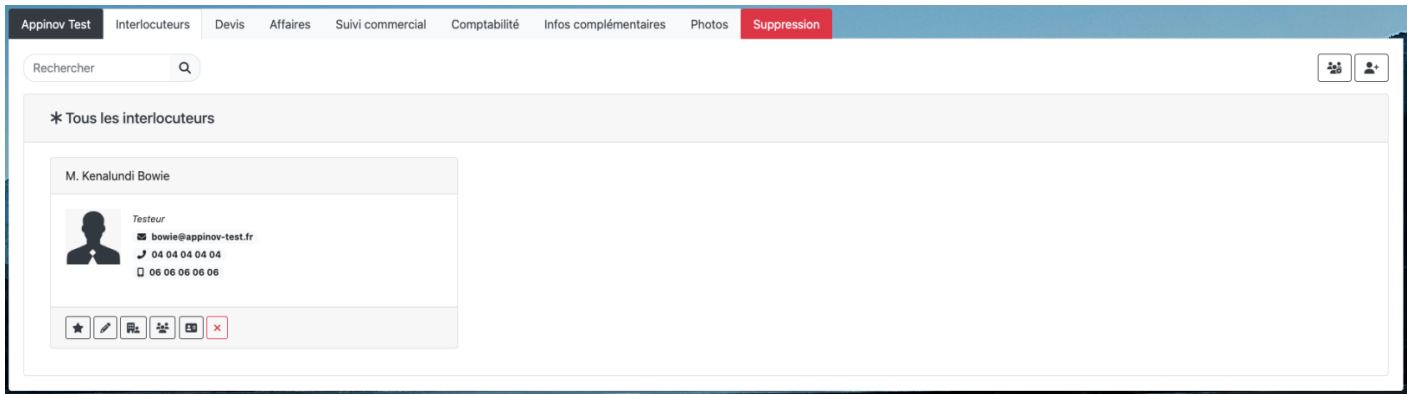 Appinov Test Interlocuteurs Devis Affaires Suivi commercial Comptabilité Infos complémentaires Photos Suppression
Rechercher
Tous les interlocuteurs
M. Kenalundi Bowie
Testeur
bowie@appinov-test.fr
04 04 04 04 04
06 06 06 06 06